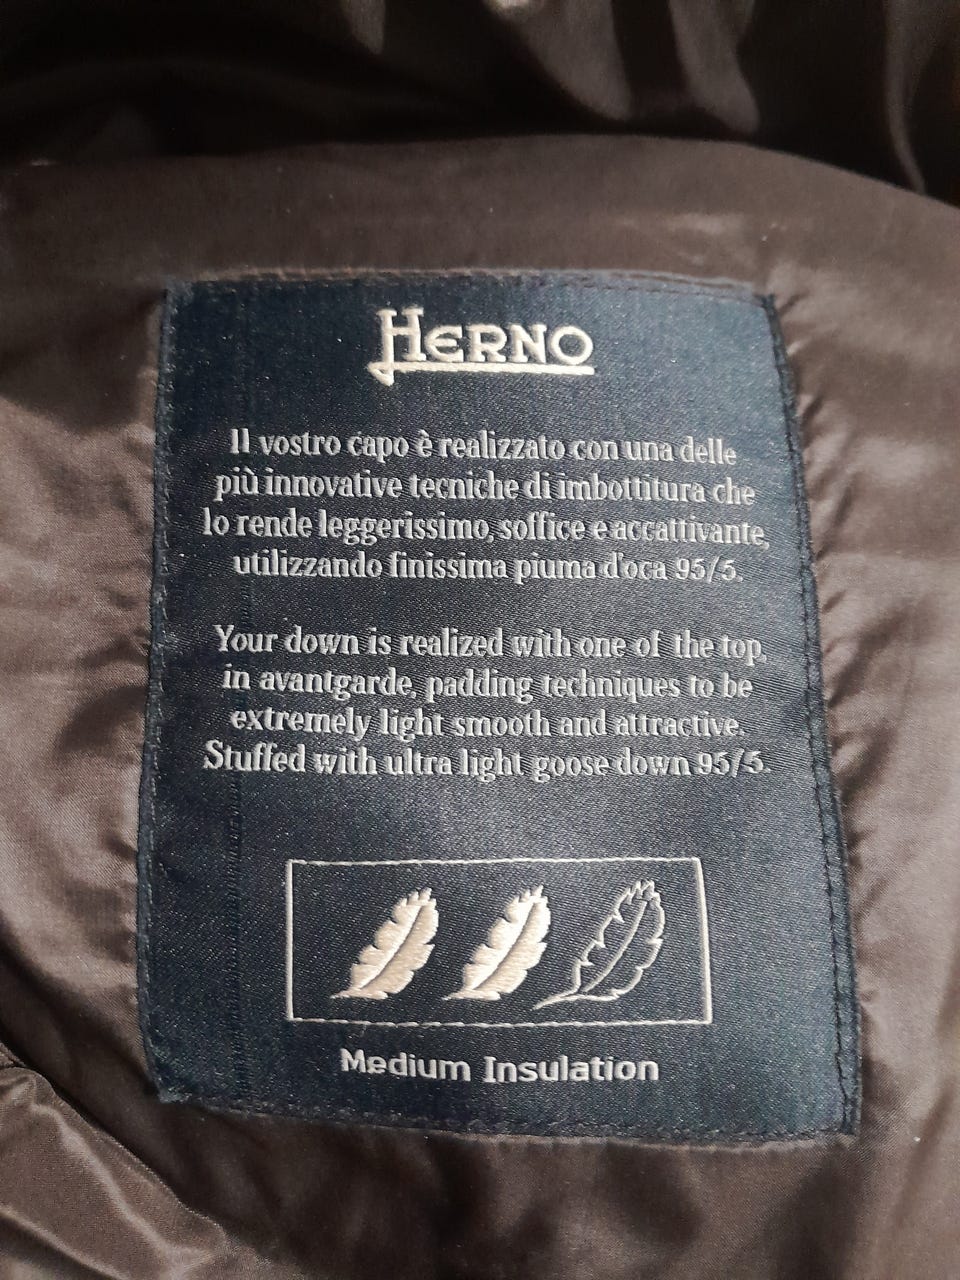 HERNO
Il vostro capo è realizzato con una delle
più innovative tecniche di imbottitura che
lo rende leggerissimo, soffice e accattivante,
utilizzando finissima piuma d'oca 95/5.
Your down is realized with one of the top,
in avantgarde, padding techniques to be
extremely light smooth and attractive.
Stuffed with ultra light goose down 95/5.
Medium Insulation